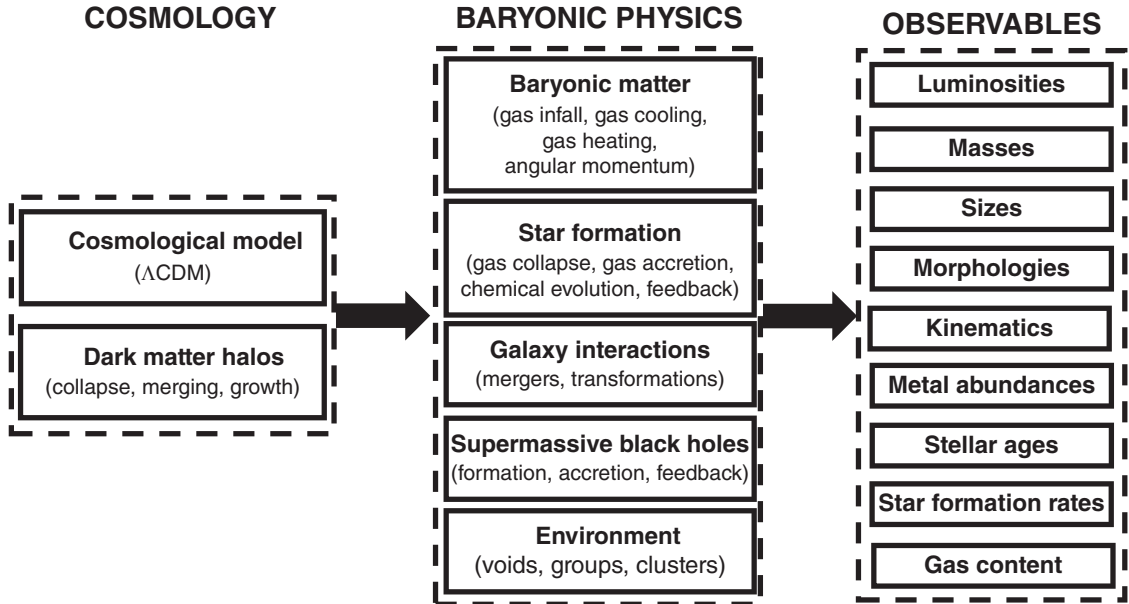 COSMOLOGY
Cosmological model
(ΛCDM)
Dark matter halos
(collapse, merging, growth)
BARYONIC PHYSICS
Baryonic matter
(gas infall, gas cooling,
gas heating,
angular momentum)
Star formation
(gas collapse, gas accretion,
chemical evolution, feedback)
Galaxy interactions
(mergers, transformations)
Supermassive black holes
(formation, accretion, feedback)
Environment
(voids, groups, clusters)
OBSERVABLES
Luminosities
Masses
Sizes
Morphologies
Kinematics
Metal abundances
Stellar ages
Star formation rates
Gas content